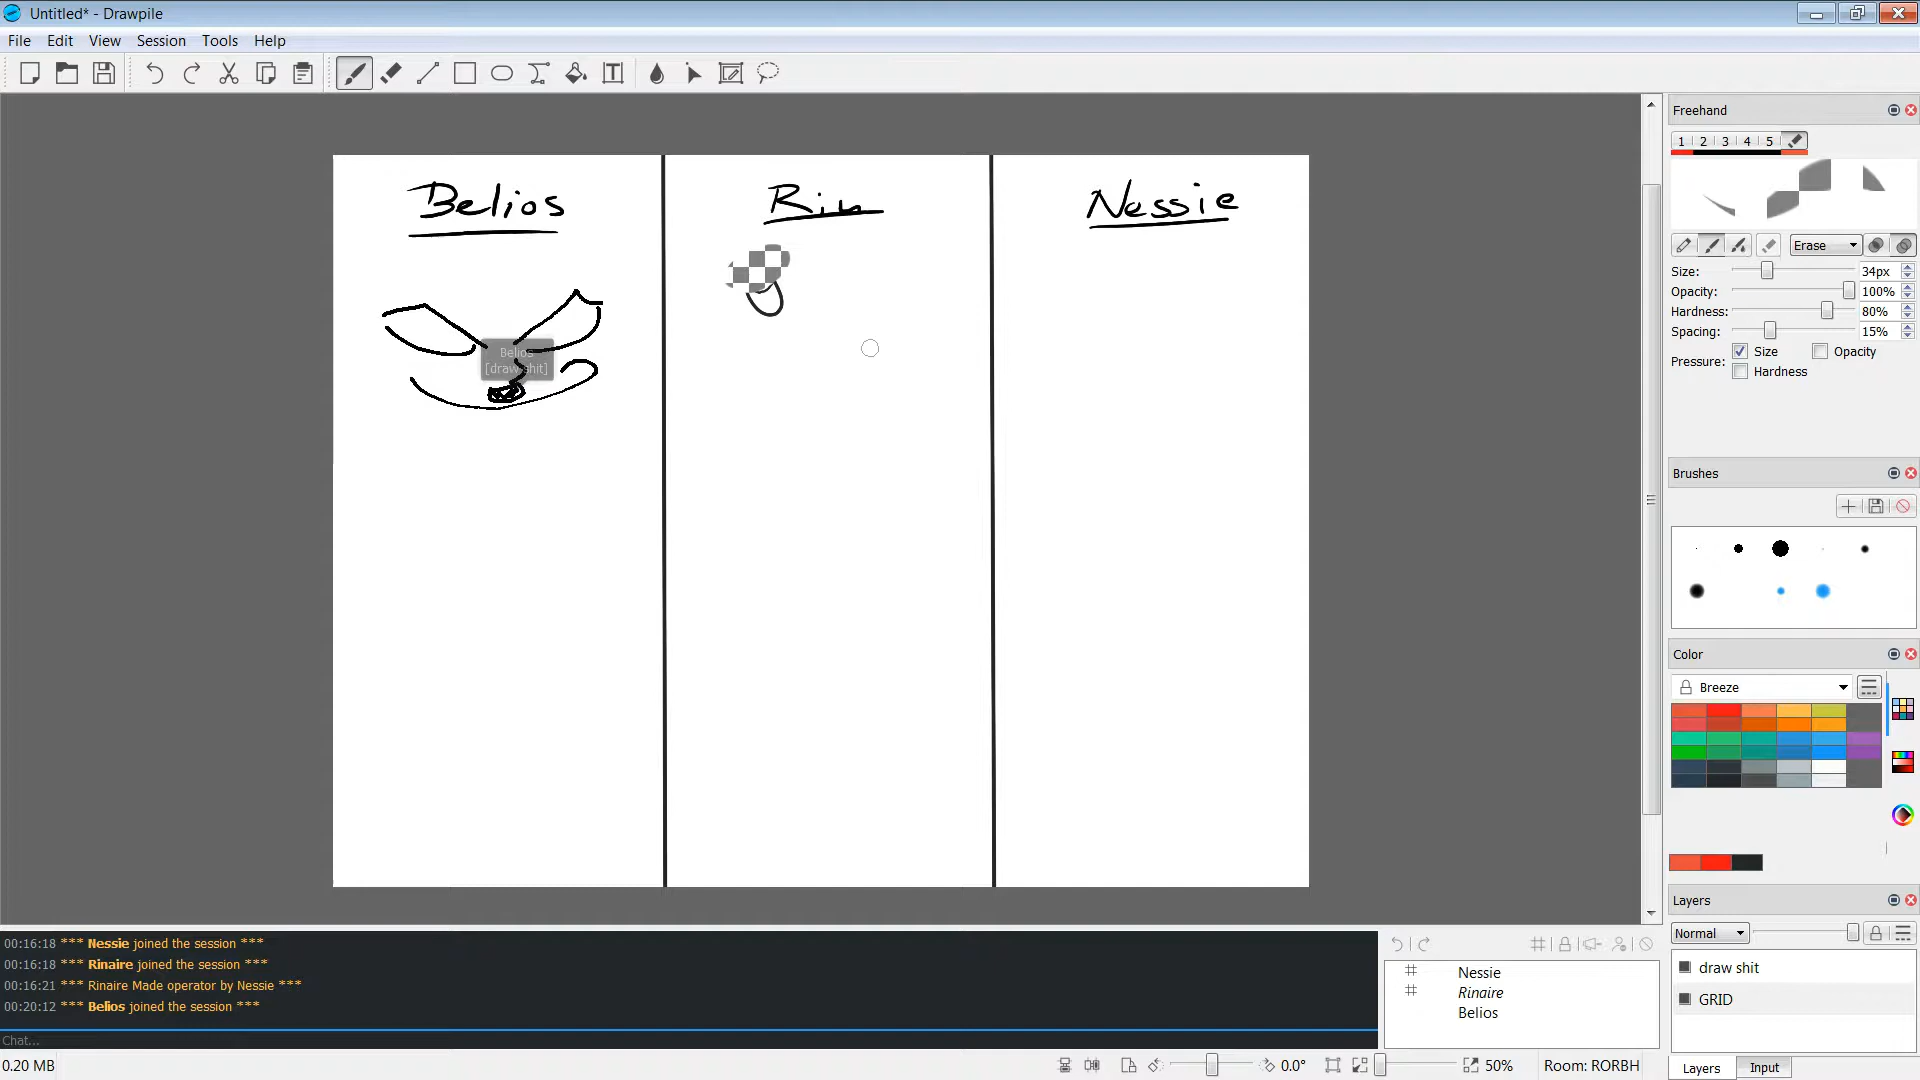 Untitled* - Drawpile
File Edit View Session Tools Help
Belios
Rin
Nessie
Belios
[draw shit]
Freehand
1 2 3 4 5
Erase
Size: 34px
Opacity: 100%
Hardness: 80%
Spacing: 15%
Pressure: Size Opacity
Hardness
Brushes
Color
Breeze
Layers
Normal
draw shit
GRID
Layers Input
00:16:18 *** Nessie joined the session ***
00:16:18 *** Rinaire joined the session ***
00:16:21 *** Rinaire Made operator by Nessie ***
00:20:12 *** Belios joined the session ***
Chat...
Nessie
Rinaire
Belios
0.20 MB
0.0°
50%
Room: RORBH